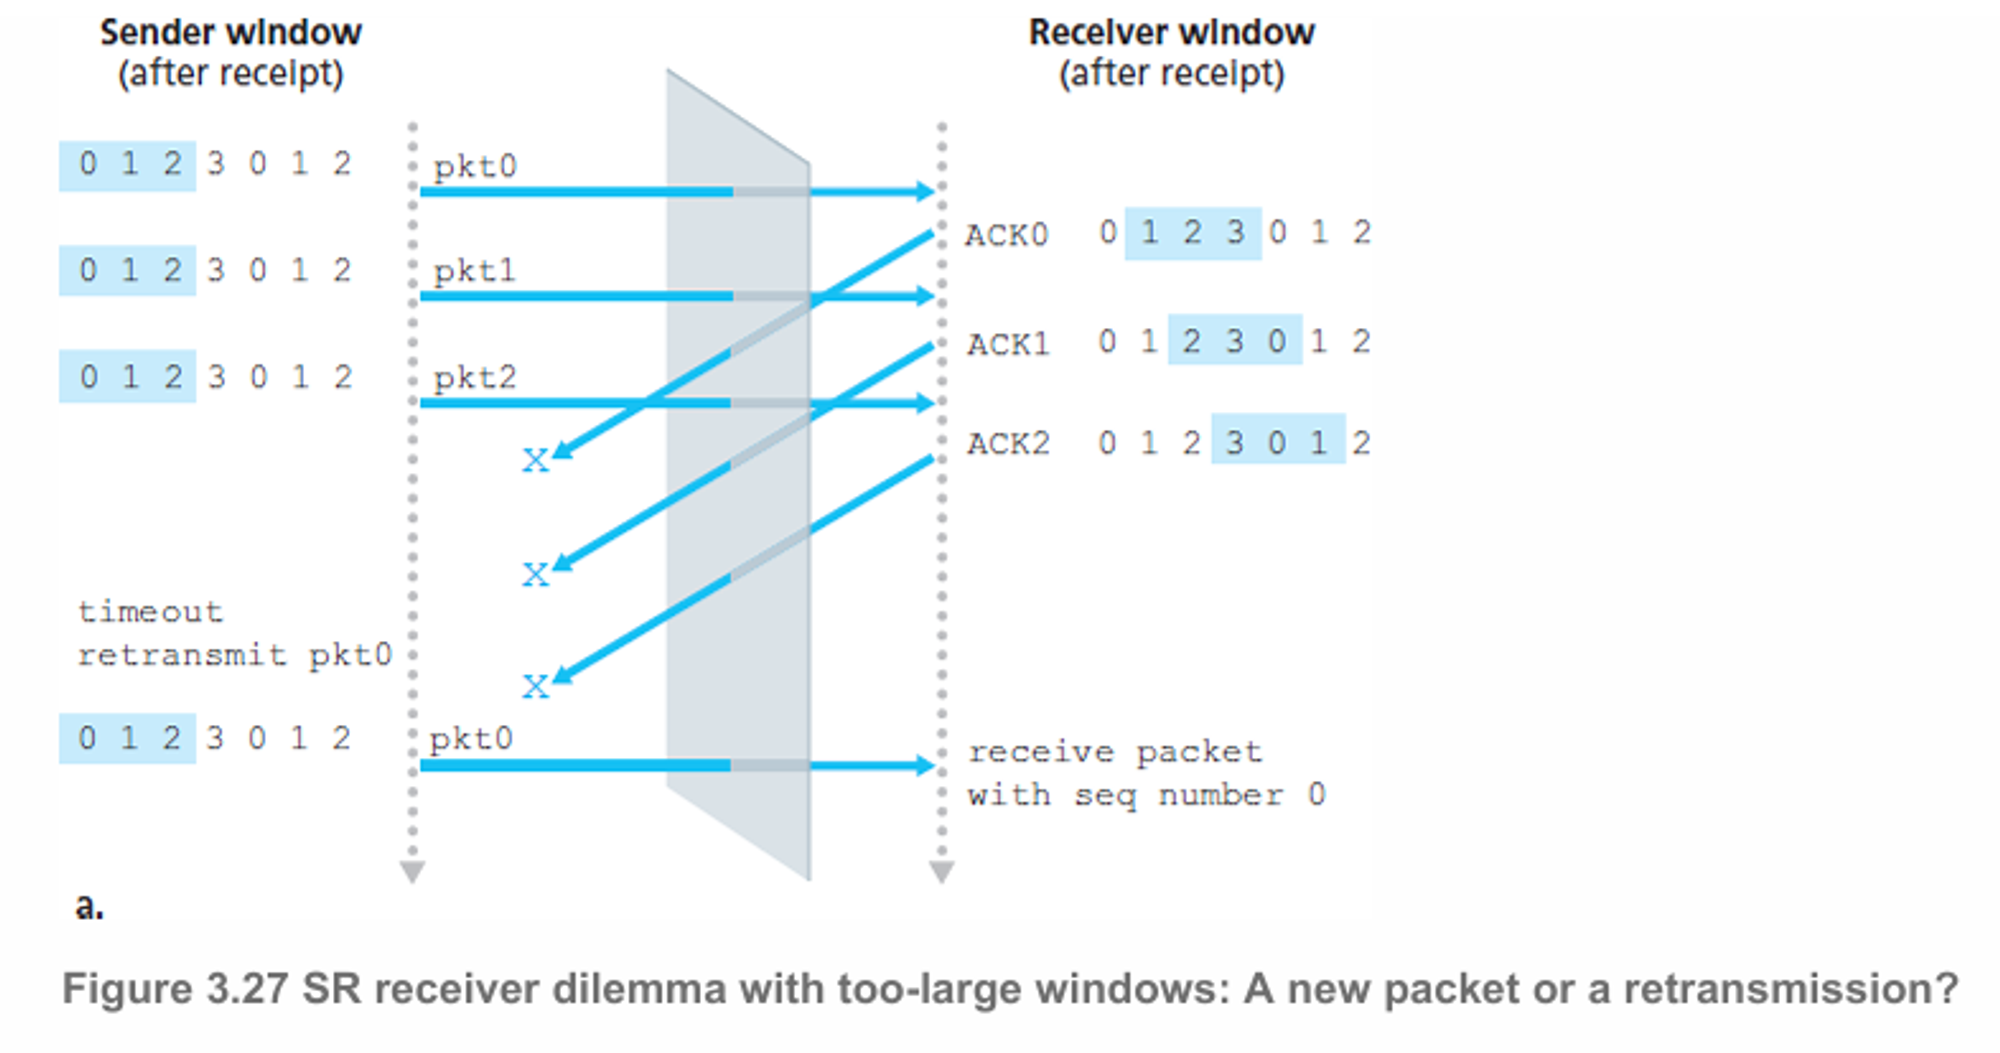 Sender window
(after receipt)
Receiver window
(after receipt)
0 1 2 3 0 1 2
pkt0
ACK0 0 1 2 3 0 1 2
0 1 2 3 0 1 2
pkt1
ACK1 0 1 2 3 0 1 2
0 1 2 3 0 1 2
pkt2
ACK2 0 1 2 3 0 1 2
X
X
timeout
retransmit pkt0
X
0 1 2 3 0 1 2
pkt0
receive packet
with seq number 0
a.
Figure 3.27 SR receiver dilemma with too-large windows: A new packet or a retransmission?